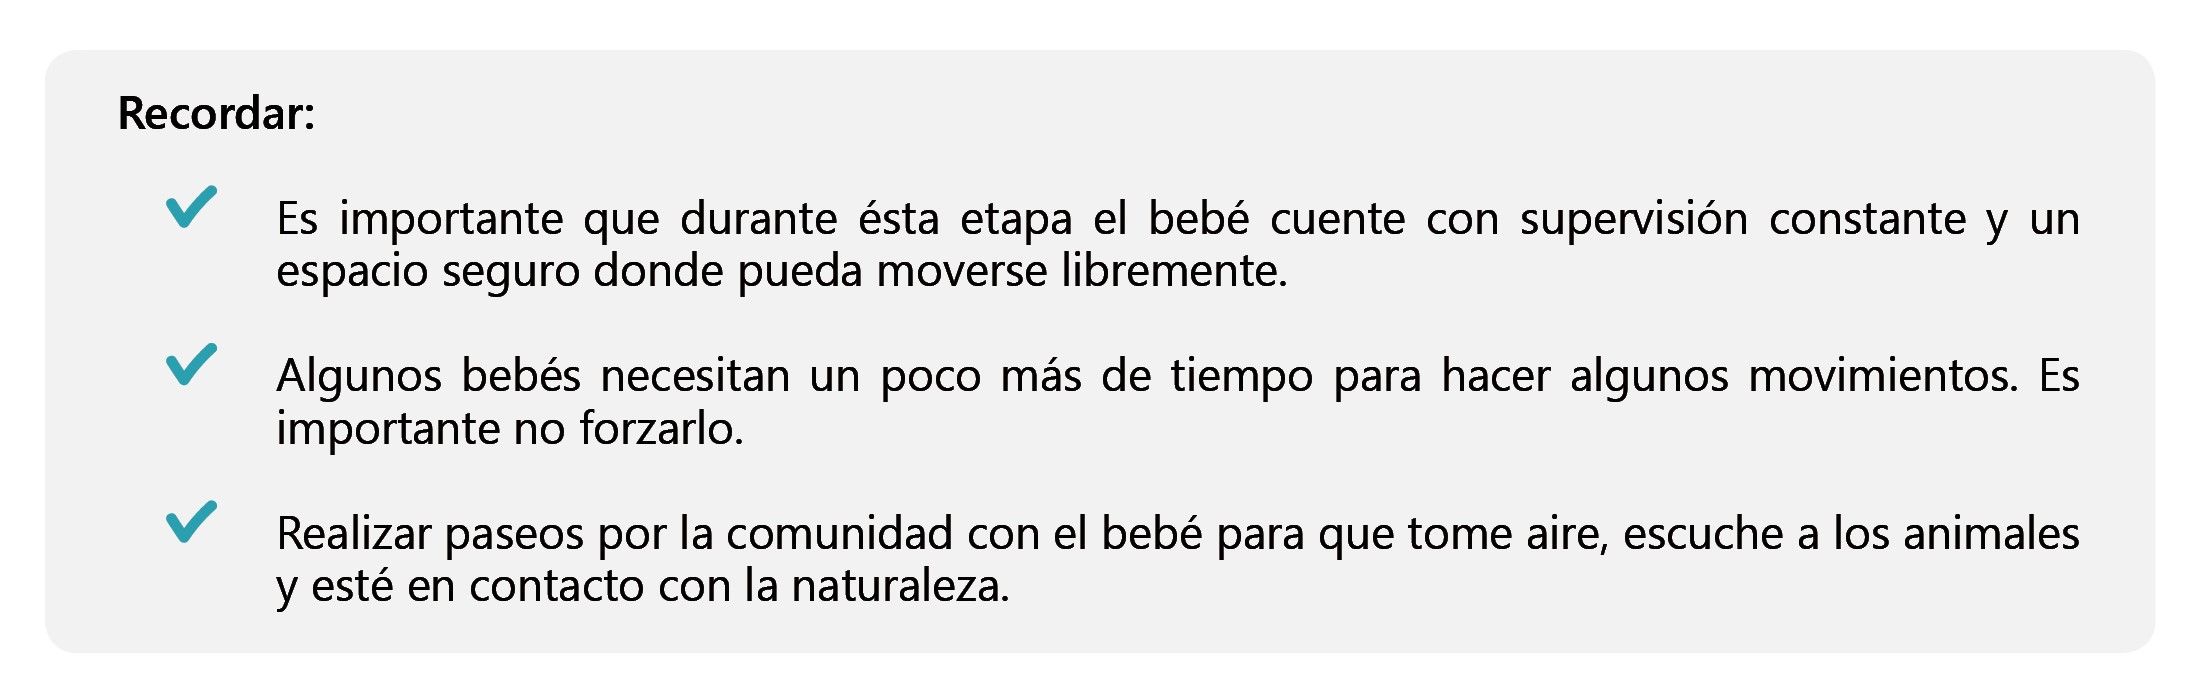 Recordar:
Es importante que durante ésta etapa el bebé cuente con supervisión constante y un
espacio seguro donde pueda moverse libremente.
Algunos bebés necesitan un poco más de tiempo para hacer algunos movimientos. Es
importante no forzarlo.
Realizar paseos por la comunidad con el bebé para que tome aire, escuche a los animales
y esté en contacto con la naturaleza.